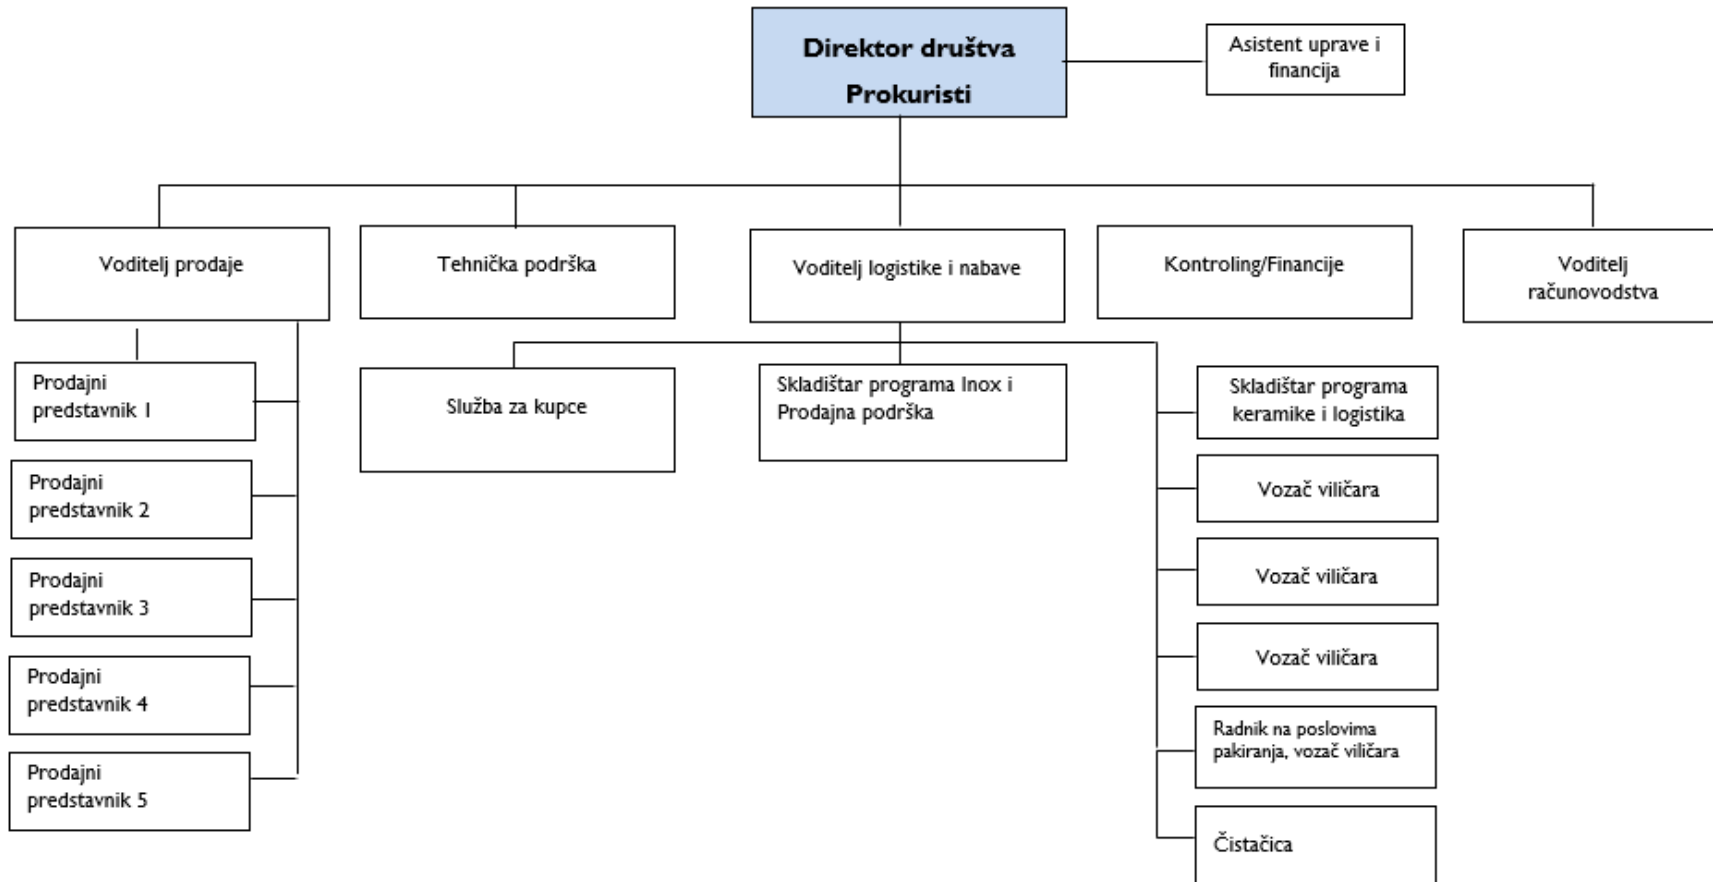 Direktor društva
Prokuristi
Asistent uprave i
financija
Voditelj prodaje
Tehnička podrška
Voditelj logistike i nabave
Kontroling/Financije
Voditelj
računovodstva
Prodajni
predstavnik 1
Prodajni
predstavnik 2
Prodajni
predstavnik 3
Prodajni
predstavnik 4
Prodajni
predstavnik 5
Služba za kupce
Skladištar programa Inox i
Prodajna podrška
Skladištar programa
keramike i logistika
Vozač viličara
Vozač viličara
Vozač viličara
Radnik na poslovima
pakiranja, vozač viličara
Čistačica